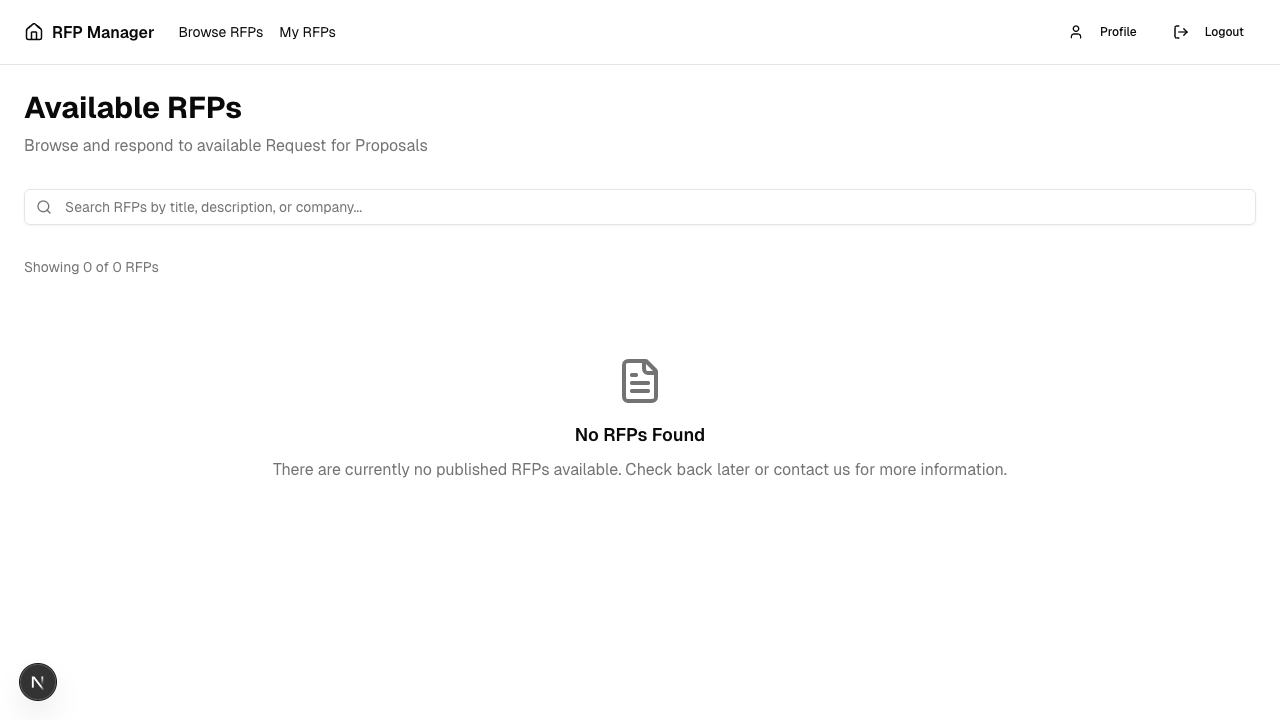 RFP Manager
Browse RFPs
My RFPs
Profile
Logout
Available RFPs
Browse and respond to available Request for Proposals
Search RFPs by title, description, or company...
Showing 0 of 0 RFPs
No RFPs Found
There are currently no published RFPs available. Check back later or contact us for more information.
N